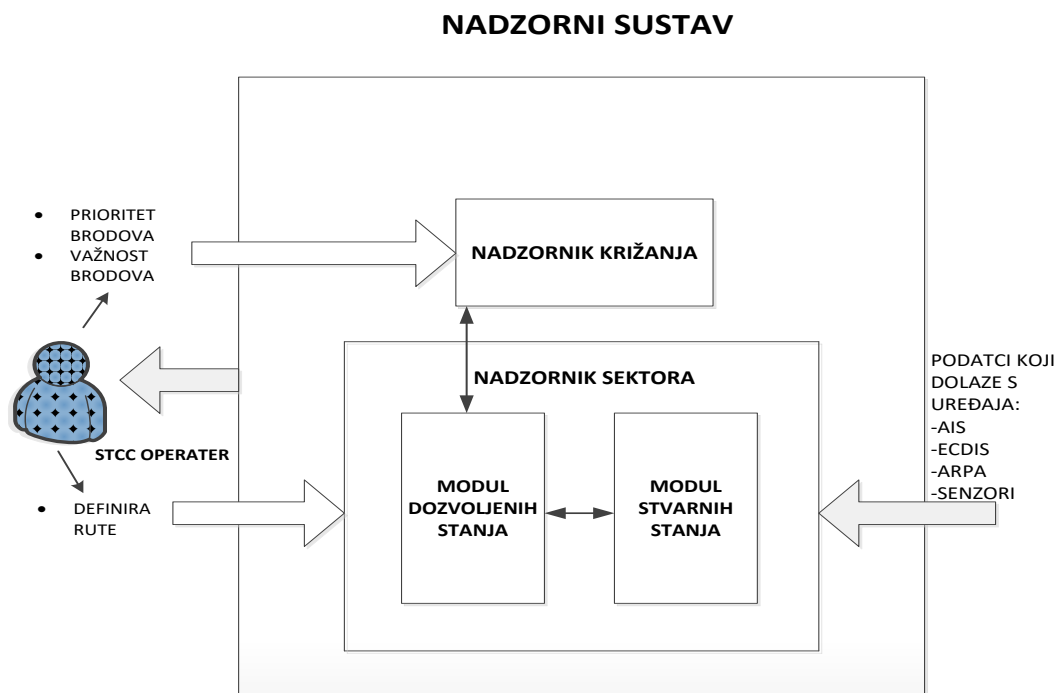 NADZORNI SUSTAV
• PRIORITET
BRODOVA
• VAŽNOST
BRODOVA
NADZORNIK KRIŽANJA
STCC OPERATER
• DEFINIRA
RUTE
NADZORNIK SEKTORA
MODUL
DOZVOLJENIH
STANJA
MODUL
STVARNIH
STANJA
PODATCI KOJI
DOLAZE S
UREĐAJA:
-AIS
-ECDIS
-ARPA
-SENZORI